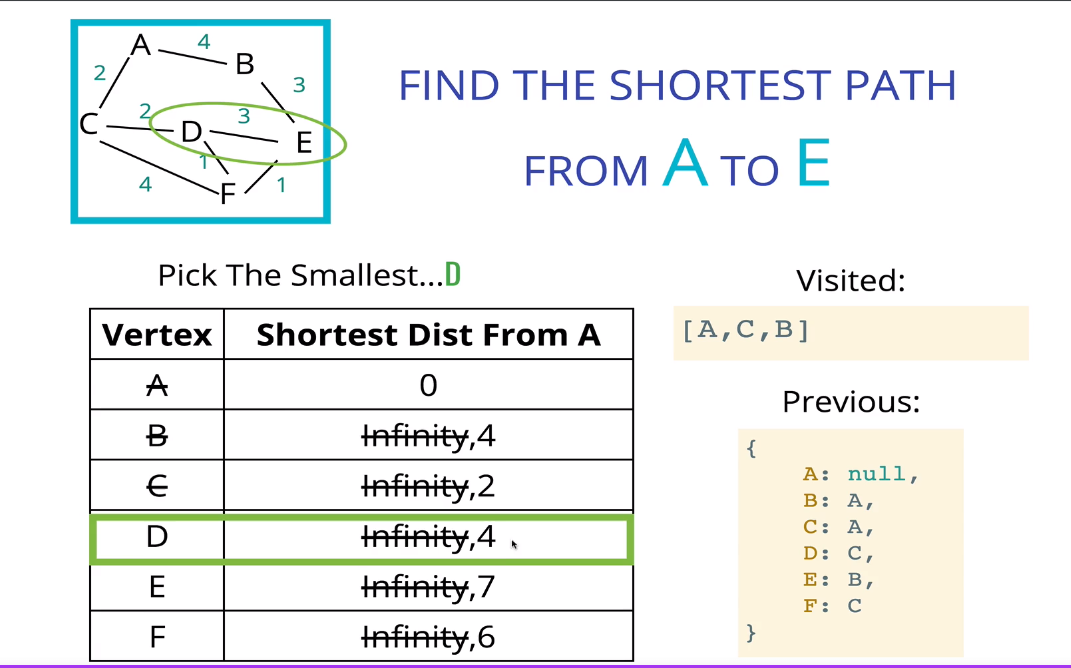 A 4 B
2 3
C 2 D 3 E
1
4 F 1
FIND THE SHORTEST PATH
FROM A TO E
Pick The Smallest...D
Vertex Shortest Dist From A
A 0
B Infinity,4
C Infinity,2
D Infinity,4
E Infinity,7
F Infinity,6
Visited:
[A,C,B]
Previous:
{
A: null,
B: A,
C: A,
D: C,
E: B,
F: C
}